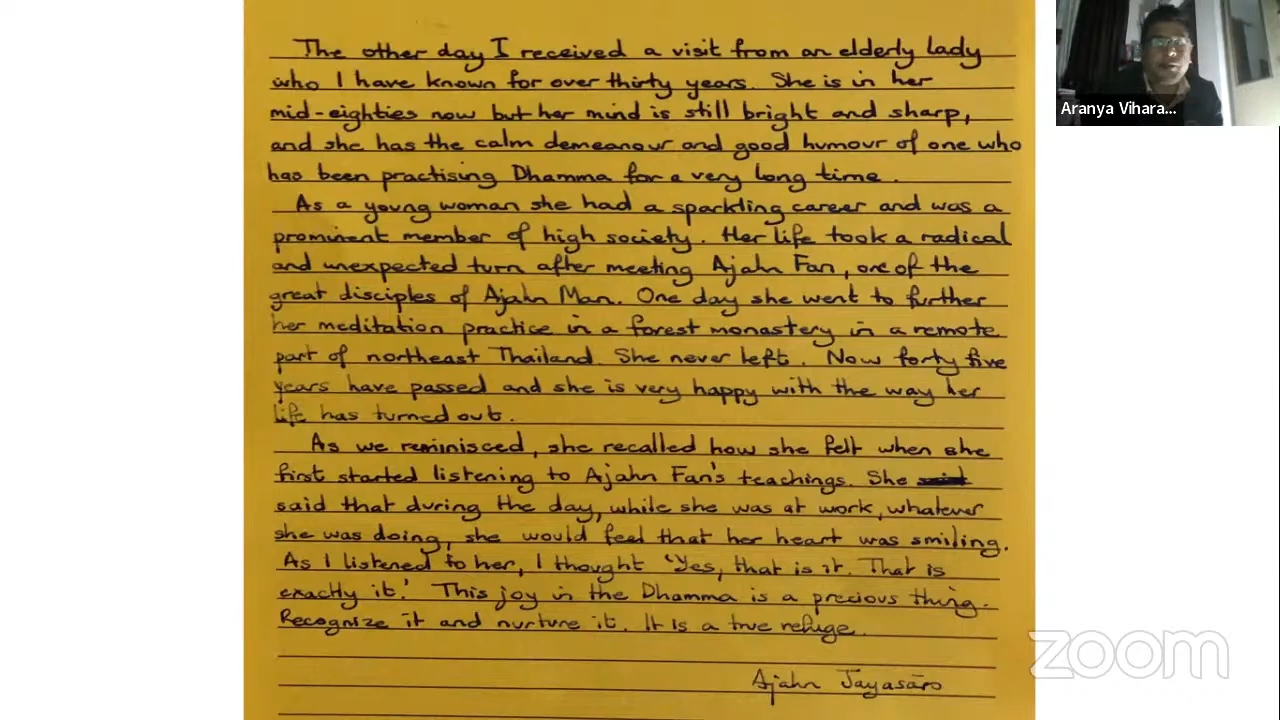 The other day I received a visit from an elderly lady
who I have known for over thirty years. She is in her
mid-eighties now but her mind is still bright and sharp,
and she has the calm demeanour and good humour of one who
has been practising Dhamma for a very long time.
As a young woman she had a sparkling career and was a
prominent member of high society. Her life took a radical
and unexpected turn after meeting Ajahn Fan, one of the
great disciples of Ajahn Man. One day she went to further
her meditation practice in a forest monastery in a remote
part of northeast Thailand. She never left. Now forty five
years have passed and she is very happy with the way her
life has turned out.
As we reminisced, she recalled how she felt when she
first started listening to Ajahn Fan's teachings. She
said that during the day, while she was at work, whatever
she was doing, she would feel that her heart was smiling.
As I listened to her, I thought 'Yes, that is it. That is
exactly it.' This joy in the Dhamma is a precious thing.
Recognize it and nurture it. It is a true refuge.
Ajahn Jayasāro
Aranya Vihara...
zoom